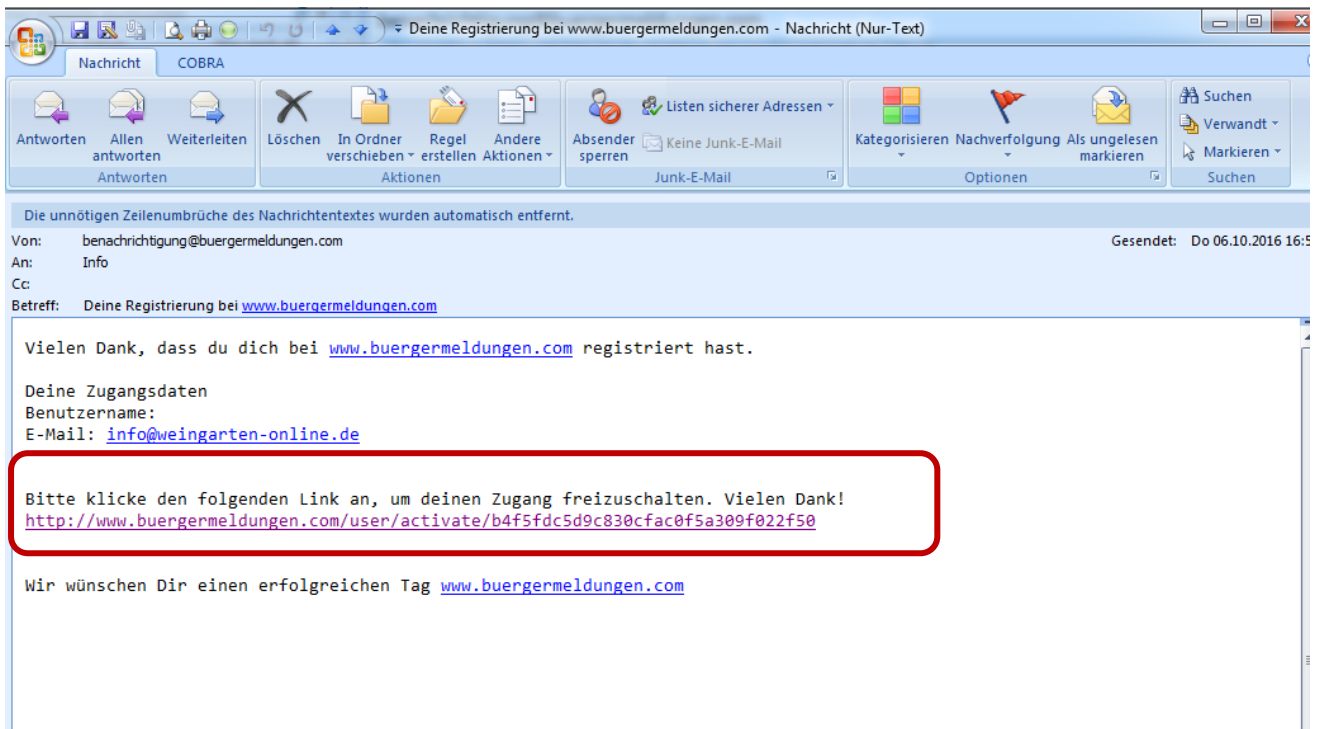 Deine Registrierung bei www.buergermeldungen.com - Nachricht (Nur-Text)
Nachricht COBRA
Antworten Allen antworten Weiterleiten Löschen In Ordner verschieben Regel erstellen Andere Aktionen Absender sperren Listen sicherer Adressen Keine Junk-E-Mail Kategorisieren Nachverfolgung Als ungelesen markieren Suchen Verwandt Markieren
Antworten Aktionen Junk-E-Mail Optionen Suchen
Die unnötigen Zeilenumbrüche des Nachrichtentextes wurden automatisch entfernt.
Von: benachrichtigung@buergermeldungen.com Gesendet: Do 06.10.2016
An: Info
Cc:
Betreff: Deine Registrierung bei www.buergermeldungen.com
Vielen Dank, dass du dich bei www.buergermeldungen.com registriert hast.
Deine Zugangsdaten
Benutzername:
E-Mail: info@weingarten-online.de
Bitte klicke den folgenden Link an, um deinen Zugang freizuschalten. Vielen Dank!
http://www.buergermeldungen.com/user/activate/b4f5fdc5d9c830cfac0f5a309f022f50
Wir wünschen Dir einen erfolgreichen Tag www.buergermeldungen.com